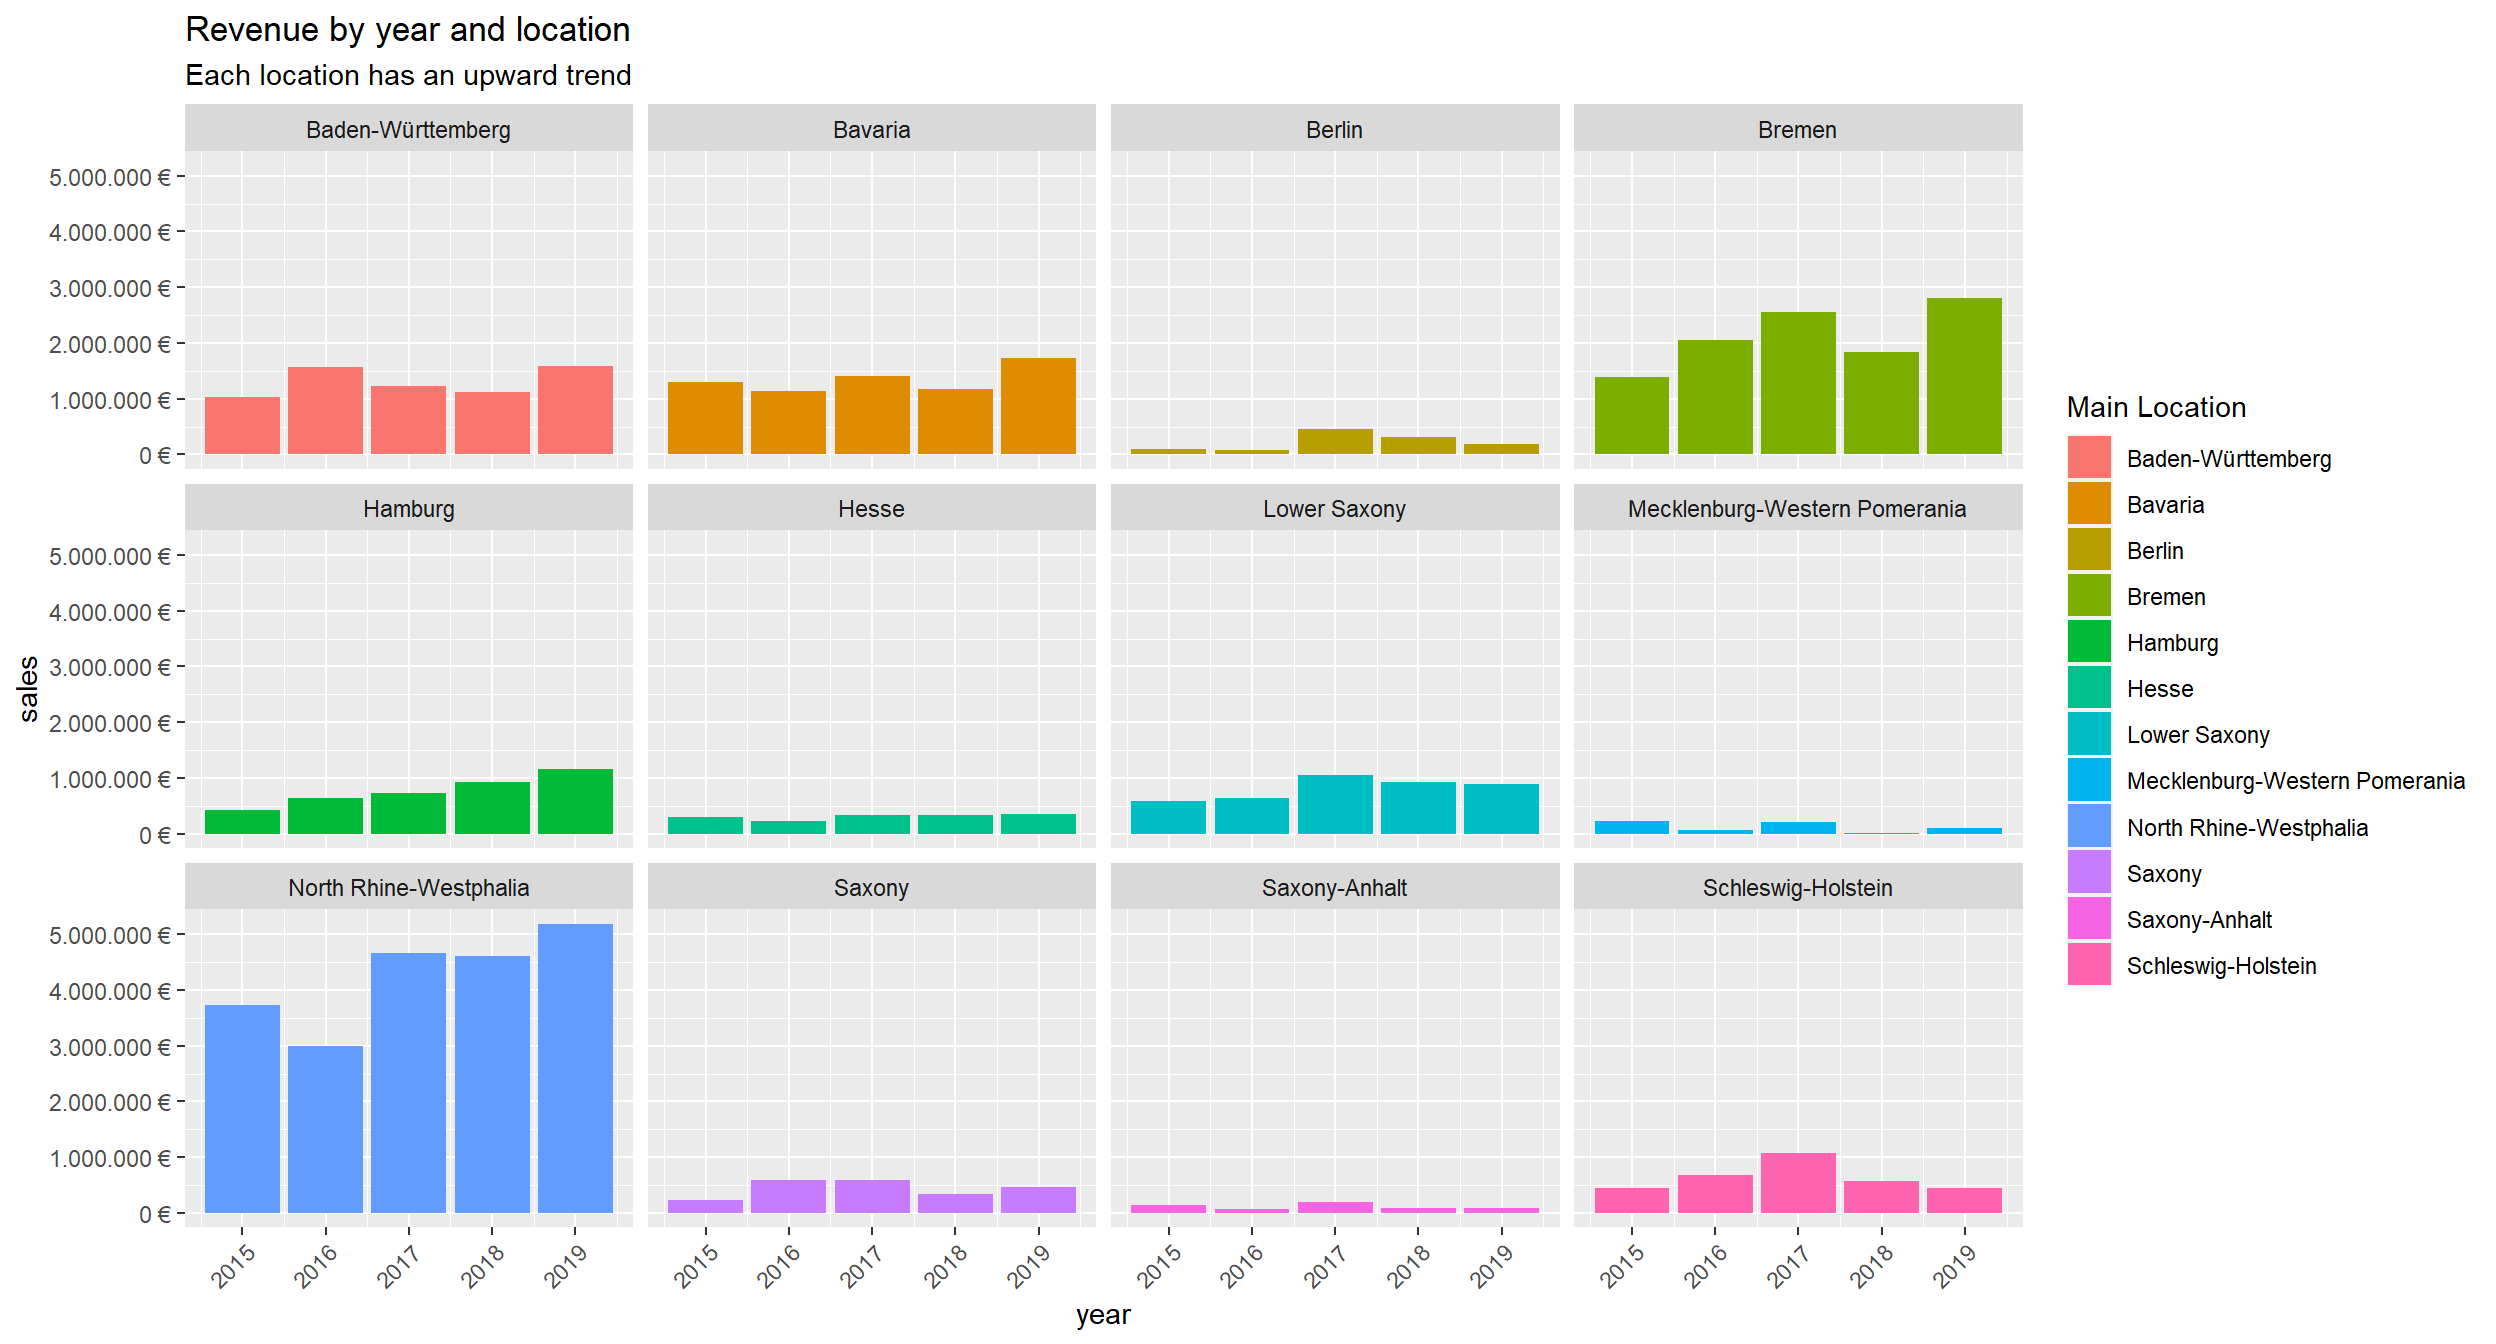 Revenue by year and location
Each location has an upward trend
Baden-Württemberg
Bavaria
Berlin
Bremen
5.000.000 €
4.000.000 €
3.000.000 €
2.000.000 €
1.000.000 €
0 €
Hamburg
Hesse
Lower Saxony
Mecklenburg-Western Pomerania
5.000.000 €
4.000.000 €
3.000.000 €
2.000.000 €
1.000.000 €
0 €
North Rhine-Westphalia
Saxony
Saxony-Anhalt
Schleswig-Holstein
5.000.000 €
4.000.000 €
3.000.000 €
2.000.000 €
1.000.000 €
0 €
sales
2015 2016 2017 2018 2019
2015 2016 2017 2018 2019
2015 2016 2017 2018 2019
2015 2016 2017 2018 2019
year
Main Location
Baden-Württemberg
Bavaria
Berlin
Bremen
Hamburg
Hesse
Lower Saxony
Mecklenburg-Western Pomerania
North Rhine-Westphalia
Saxony
Saxony-Anhalt
Schleswig-Holstein